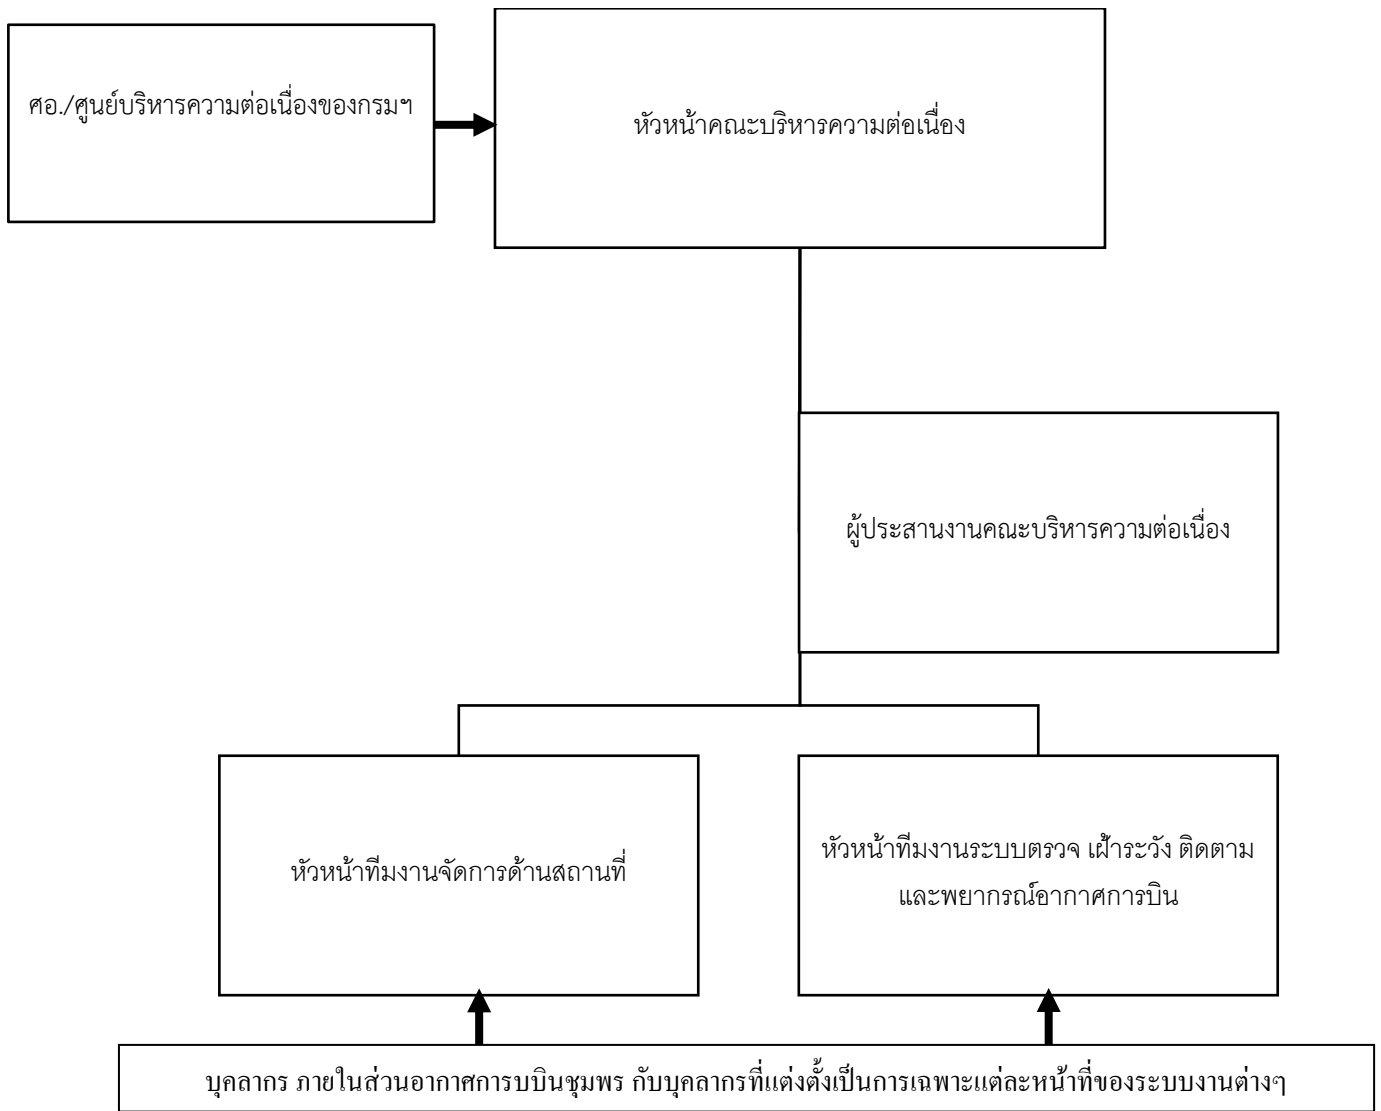 ศอ./ศูนย์บริหารความต่อเนื่องของกรมฯ
หัวหน้าคณะบริหารความต่อเนื่อง
ผู้ประสานงานคณะบริหารความต่อเนื่อง
หัวหน้าทีมงานจัดการด้านสถานที่
หัวหน้าทีมงานระบบตรวจ เฝ้าระวัง ติดตาม
และพยากรณ์อากาศการบิน
บุคลากร ภายในส่วนอากาศการบบินชุมพร กับบุคลากรที่แต่งตั้งเป็นการเฉพาะแต่ละหน้าที่ของระบบงานต่างๆ